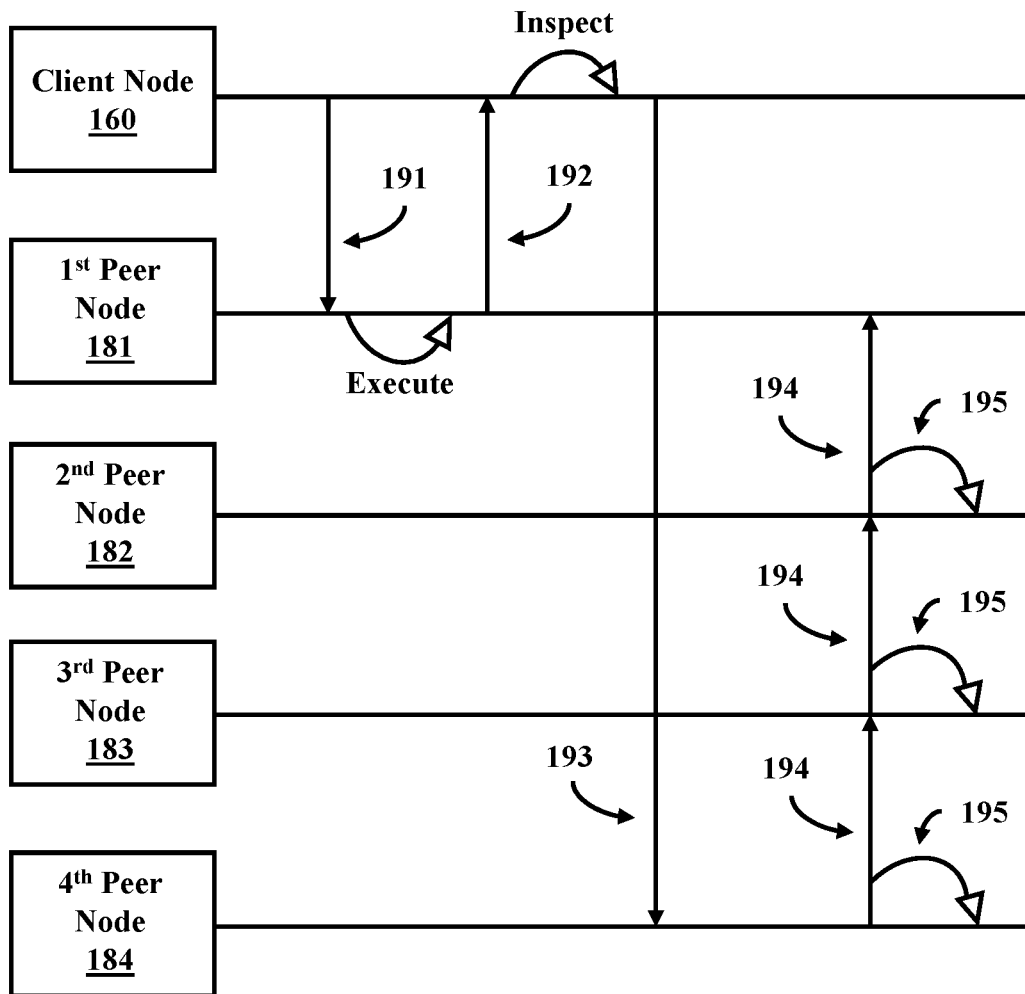 Inspect
Client Node
160
191
192
1st Peer
Node
181
Execute
194
195
2nd Peer
Node
182
194
195
3rd Peer
Node
183
193
194
195
4th Peer
Node
184